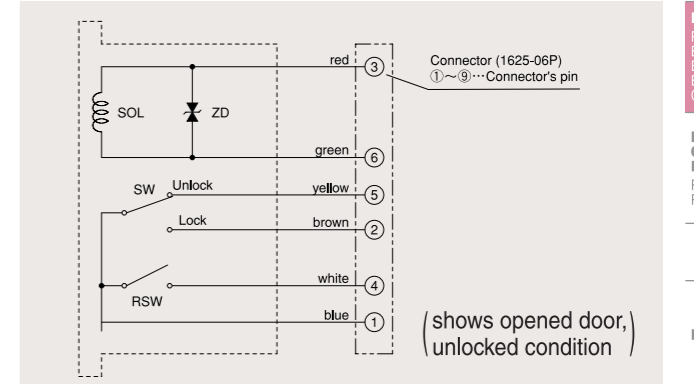 red
③
Connector (1625-06P)
①~⑨…Connector's pin
SOL
ZD
green
⑥
SW
Unlock
yellow
⑤
Lock
brown
②
white
④
RSW
blue
①
(shows opened door,
unlocked condition)